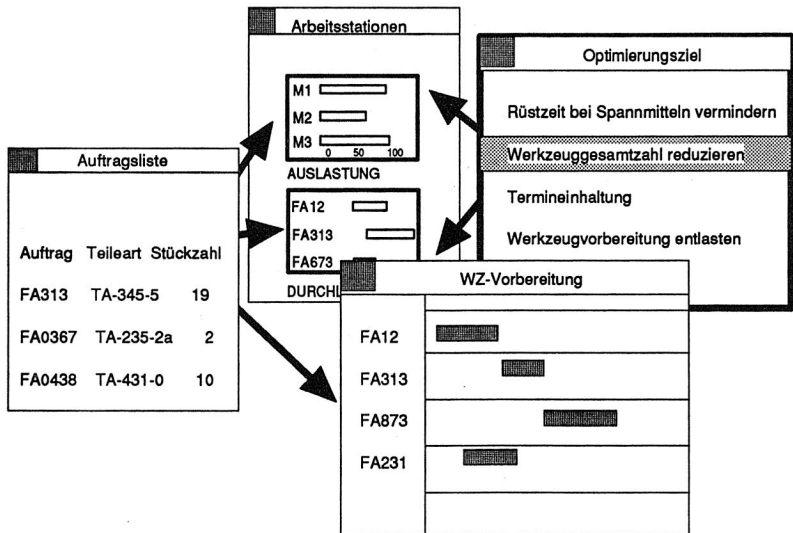 Arbeitsstationen
M1
M2
M3
0 50 100
AUSLASTUNG
FA12
FA313
FA673
DURCHL
Optimierungsziel
Rüstzeit bei Spannmitteln vermindern
Werkzeuggesamtzahl reduzieren
Termineinhaltung
Werkzeugvorbereitung entlasten
Auftragsliste
Auftrag Teileart Stückzahl
FA313 TA-345-5 19
FA0367 TA-235-2a 2
FA0438 TA-431-0 10
WZ-Vorbereitung
FA12
FA313
FA873
FA231